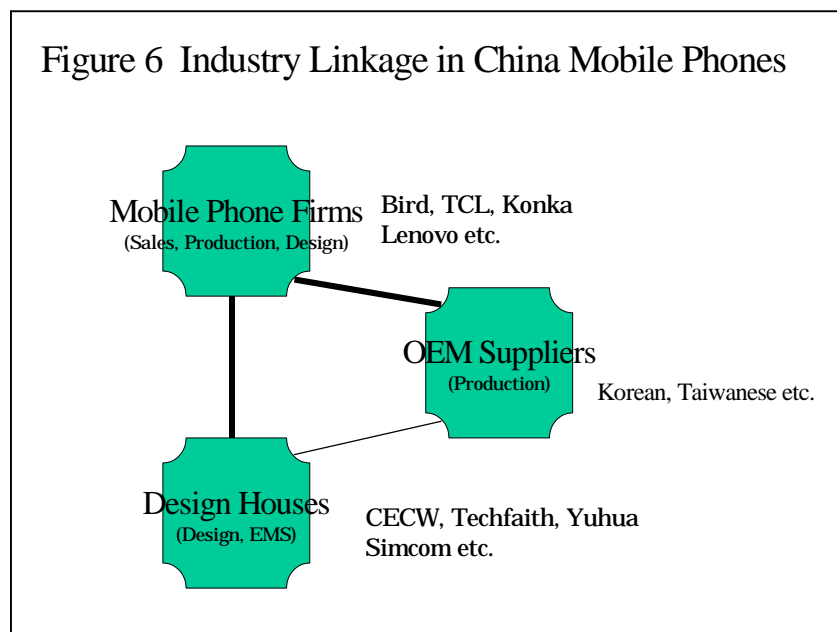 Figure 6 Industry Linkage in China Mobile Phones
Mobile Phone Firms
(Sales, Production, Design)
Bird, TCL, Konka
Lenovo etc.
OEM Suppliers
(Production)
Korean, Taiwanese etc.
Design Houses
(Design, EMS)
CECW, Techfaith, Yuhua
Simcom etc.